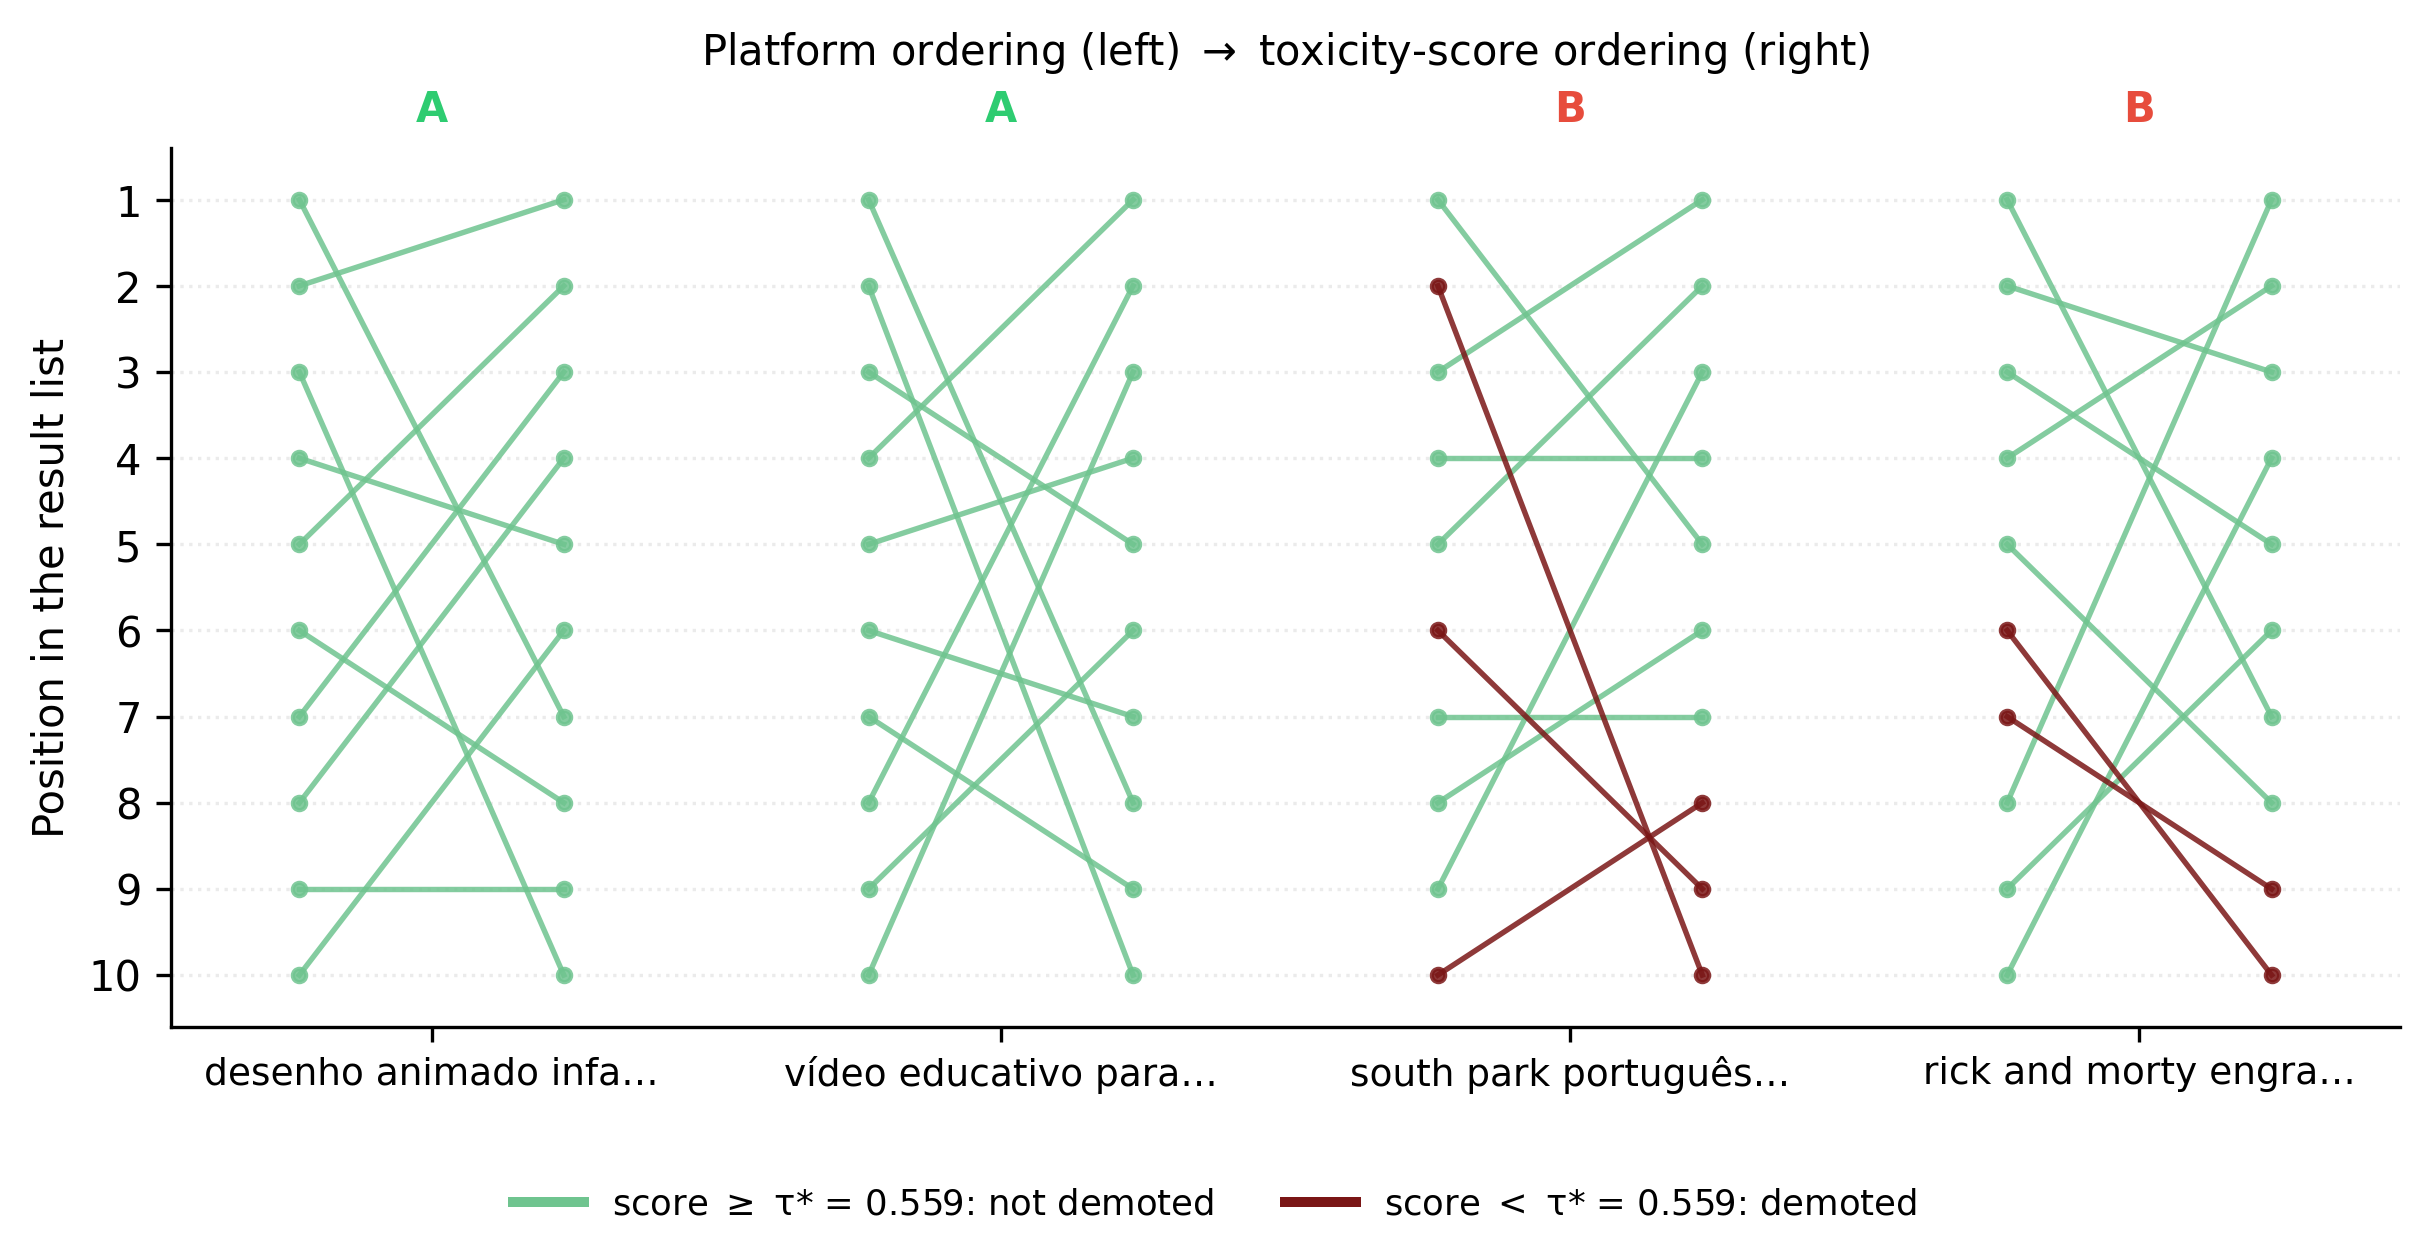 Platform ordering (left) → toxicity-score ordering (right)
A A B B
Position in the result list
1
2
3
4
5
6
7
8
9
10
desenho animado infa... vídeo educativo para... south park português... rick and morty engra...
score ≥ τ* = 0.559: not demoted score < τ* = 0.559: demoted